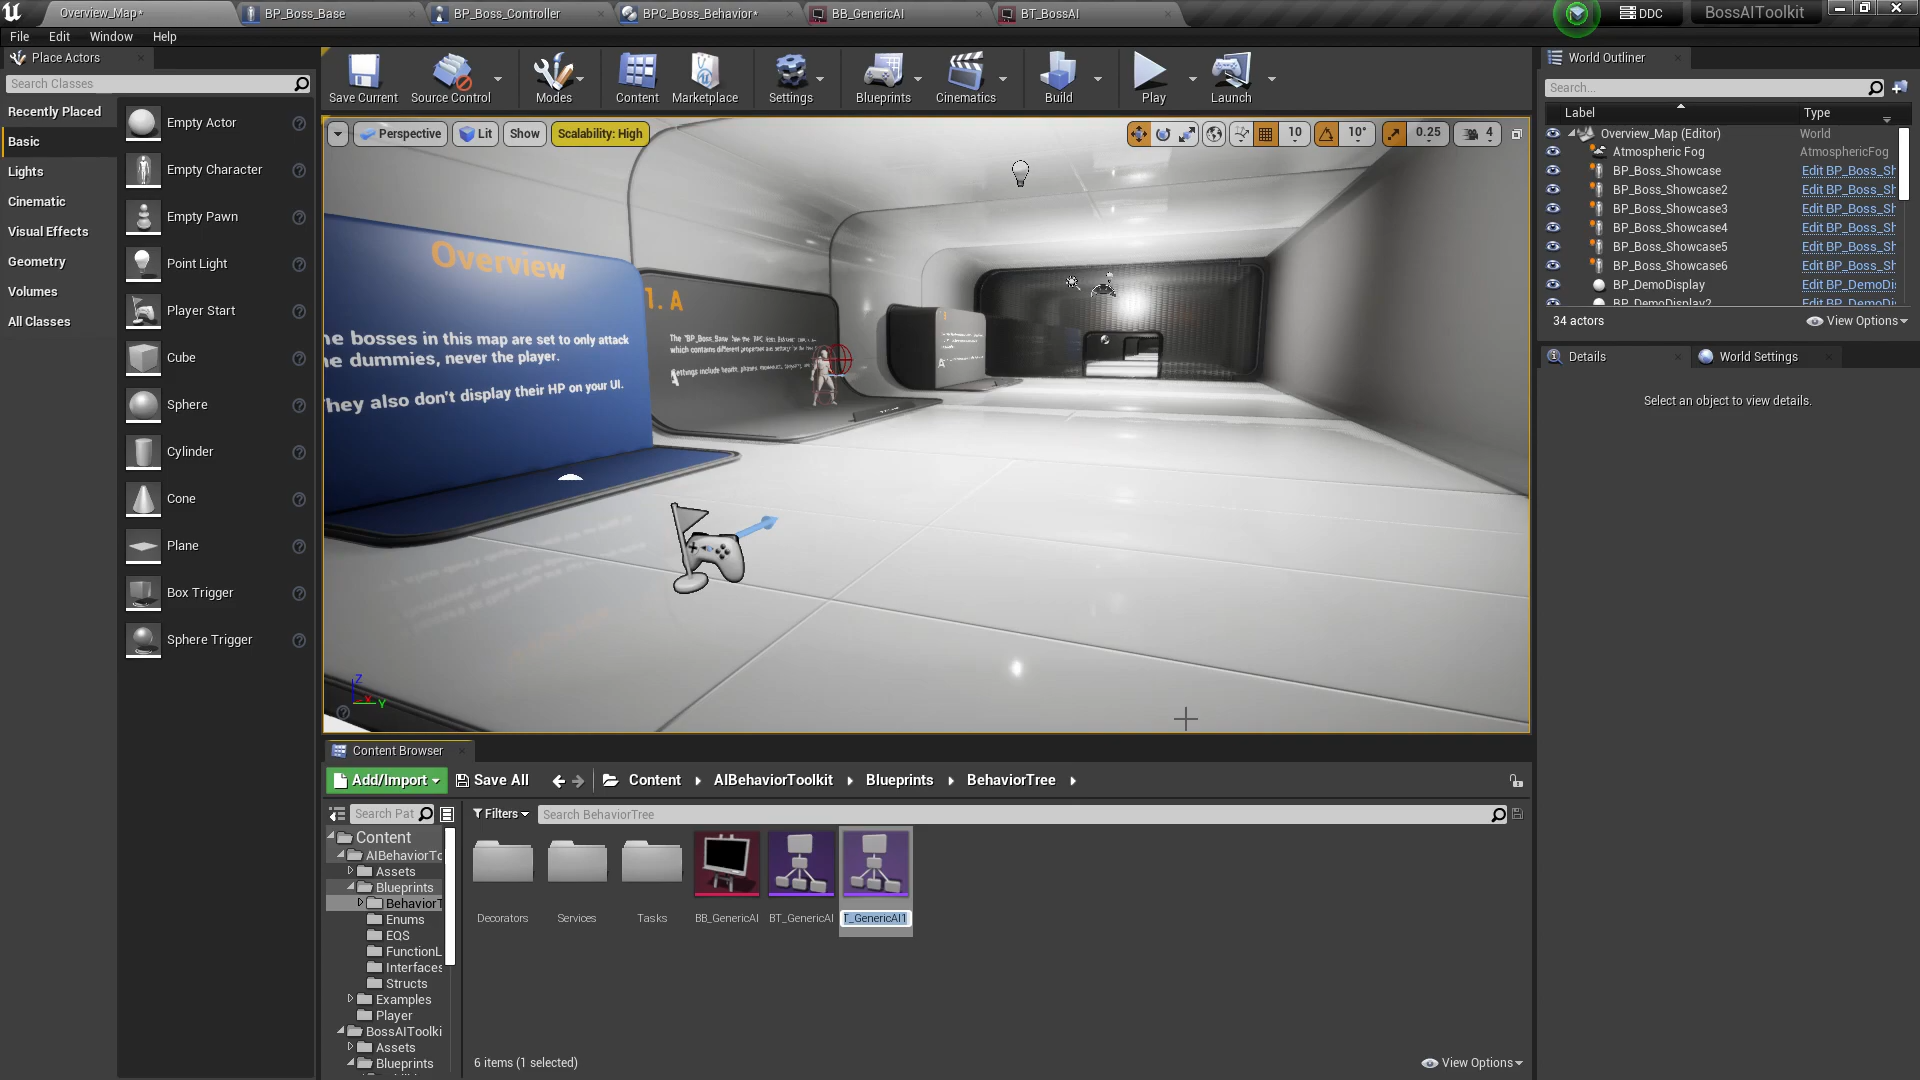 Overview_Map*
BP_Boss_Base
BP_Boss_Controller
BPC_Boss_Behavior*
BB_GenericAI
BT_BossAI
DDC
BossAIToolkit
File
Edit
Window
Help
Place Actors
Search Classes
Recently Placed
Basic
Lights
Cinematic
Visual Effects
Geometry
Volumes
All Classes
Empty Actor
Empty Character
Empty Pawn
Point Light
Player Start
Cube
Sphere
Cylinder
Cone
Plane
Box Trigger
Sphere Trigger
Save Current
Source Control
Modes
Content
Marketplace
Settings
Blueprints
Cinematics
Build
Play
Launch
Perspective
Lit
Show
Scalability: High
10
10°
0.25
4
Overview
he bosses in this map are set to only attack
he dummies, never the player.
hey also don't display their HP on your UI.
1. A
Z
Y
World Outliner
Search...
Label
Type
Overview_Map (Editor)
World
Atmospheric Fog
AtmosphericFog
BP_Boss_Showcase
Edit BP_Boss_Sh
BP_Boss_Showcase2
Edit BP_Boss_Sh
BP_Boss_Showcase3
Edit BP_Boss_Sh
BP_Boss_Showcase4
Edit BP_Boss_Sh
BP_Boss_Showcase5
Edit BP_Boss_Sh
BP_Boss_Showcase6
Edit BP_Boss_Sh
BP_DemoDisplay
Edit BP_DemoDi
BP_DemoDisplay2
Edit BP_DemoDi
34 actors
View Options
Details
World Settings
Select an object to view details.
Content Browser
Add/Import
Save All
Content
AIBehaviorToolkit
Blueprints
BehaviorTree
Search Pat
Filters
Search BehaviorTree
Content
AIBehaviorTo
Assets
Blueprints
BehaviorT
Enums
EQS
FunctionL
Interfaces
Structs
Examples
Player
BossAIToolki
Assets
Blueprints
Decorators
Services
Tasks
BB_GenericAI
BT_GenericAI
T_GenericAI1
6 items (1 selected)
View Options